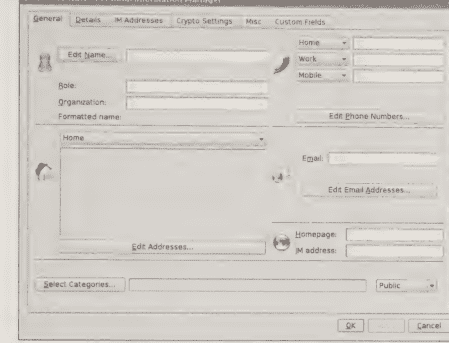 General Details IM Addresses Crypto Settings Misc Custom Fields
Edit Name...
Home
Work
Mobile
Role:
Organization:
Formatted name:
Edit Phone Numbers...
Home
Email:
Edit Email Addresses...
Edit Addresses...
Homepage:
IM address:
Select Categories...
Public
OK
Cancel